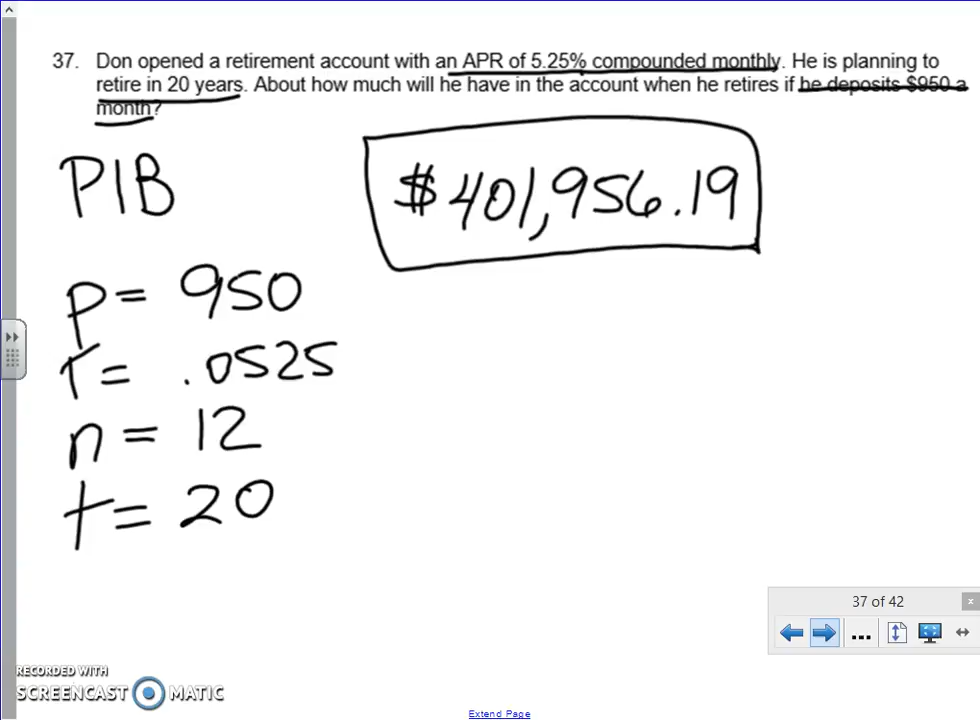 37. Don opened a retirement account with an APR of 5.25% compounded monthly. He is planning to
retire in 20 years. About how much will he have in the account when he retires if he deposits $950 a
month?
PIB
$401,956.19
p = 950
r = .0525
n = 12
t = 20
37 of 42
x
...
RECORDED WITH
SCREENCAST MATIC
Extend Page